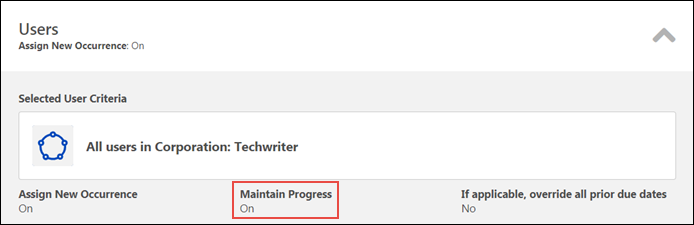 Users
Assign New Occurrence: On
Selected User Criteria
All users in Corporation: Techwriter
Assign New Occurrence
On
Maintain Progress
On
If applicable, override all prior due dates
No